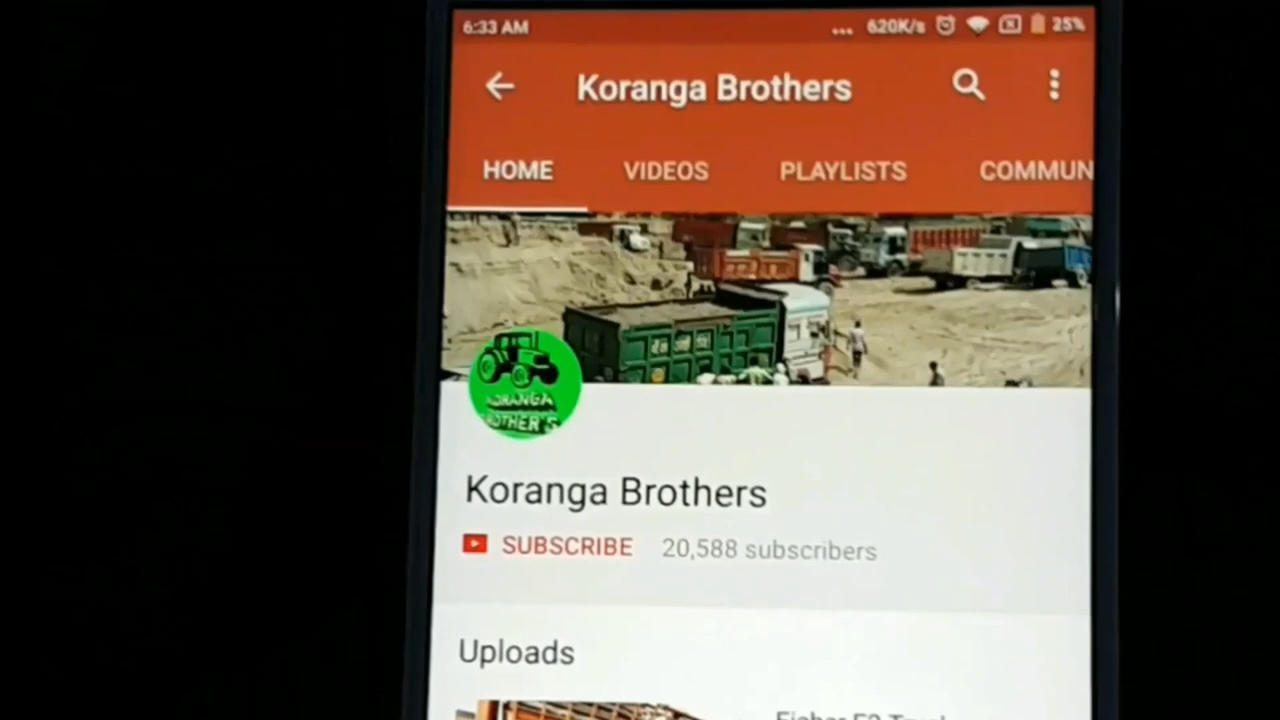 6:33 AM ... 620K/s 25%
Koranga Brothers
HOME VIDEOS PLAYLISTS COMMUN
KORANGA
BROTHER'S
Koranga Brothers
SUBSCRIBE 20,588 subscribers
Uploads